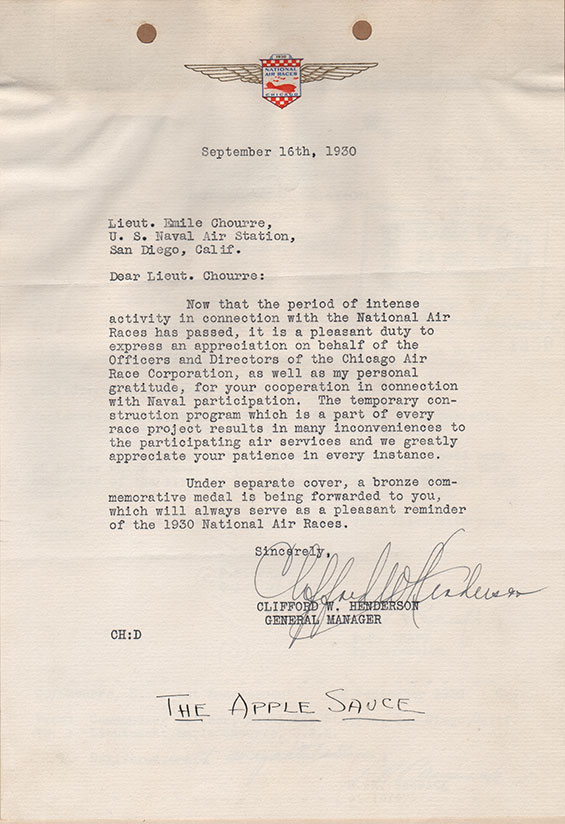 1930
NATIONAL
AIR RACES
CHICAGO
September 16th, 1930
Lieut. Emile Chourre,
U. S. Naval Air Station,
San Diego, Calif.
Dear Lieut. Chourre:
Now that the period of intense
activity in connection with the National Air
Races has passed, it is a pleasant duty to
express an appreciation on behalf of the
Officers and Directors of the Chicago Air
Race Corporation, as well as my personal
gratitude, for your cooperation in connection
with Naval participation. The temporary con-
struction program which is a part of every
race project results in many inconveniences to
the participating air services and we greatly
appreciate your patience in every instance.
Under separate cover, a bronze com-
memorative medal is being forwarded to you,
which will always serve as a pleasant reminder
of the 1930 National Air Races.
Sincerely,
Clifford W Henderson
CLIFFORD W. HENDERSON
GENERAL MANAGER
CH:D
THE APPLE SAUCE